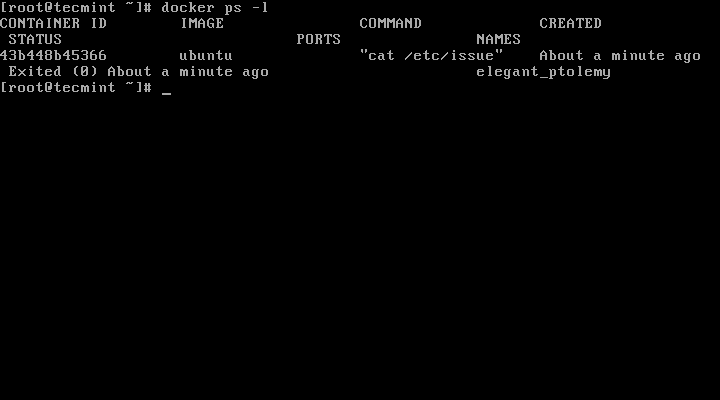 [root@tecmint ~]# docker ps -l
CONTAINER ID        IMAGE               COMMAND             CREATED
 STATUS                          PORTS               NAMES
43b448b45366        ubuntu              "cat /etc/issue"    About a minute ago
 Exited (0) About a minute ago                       elegant_ptolemy
[root@tecmint ~]# _